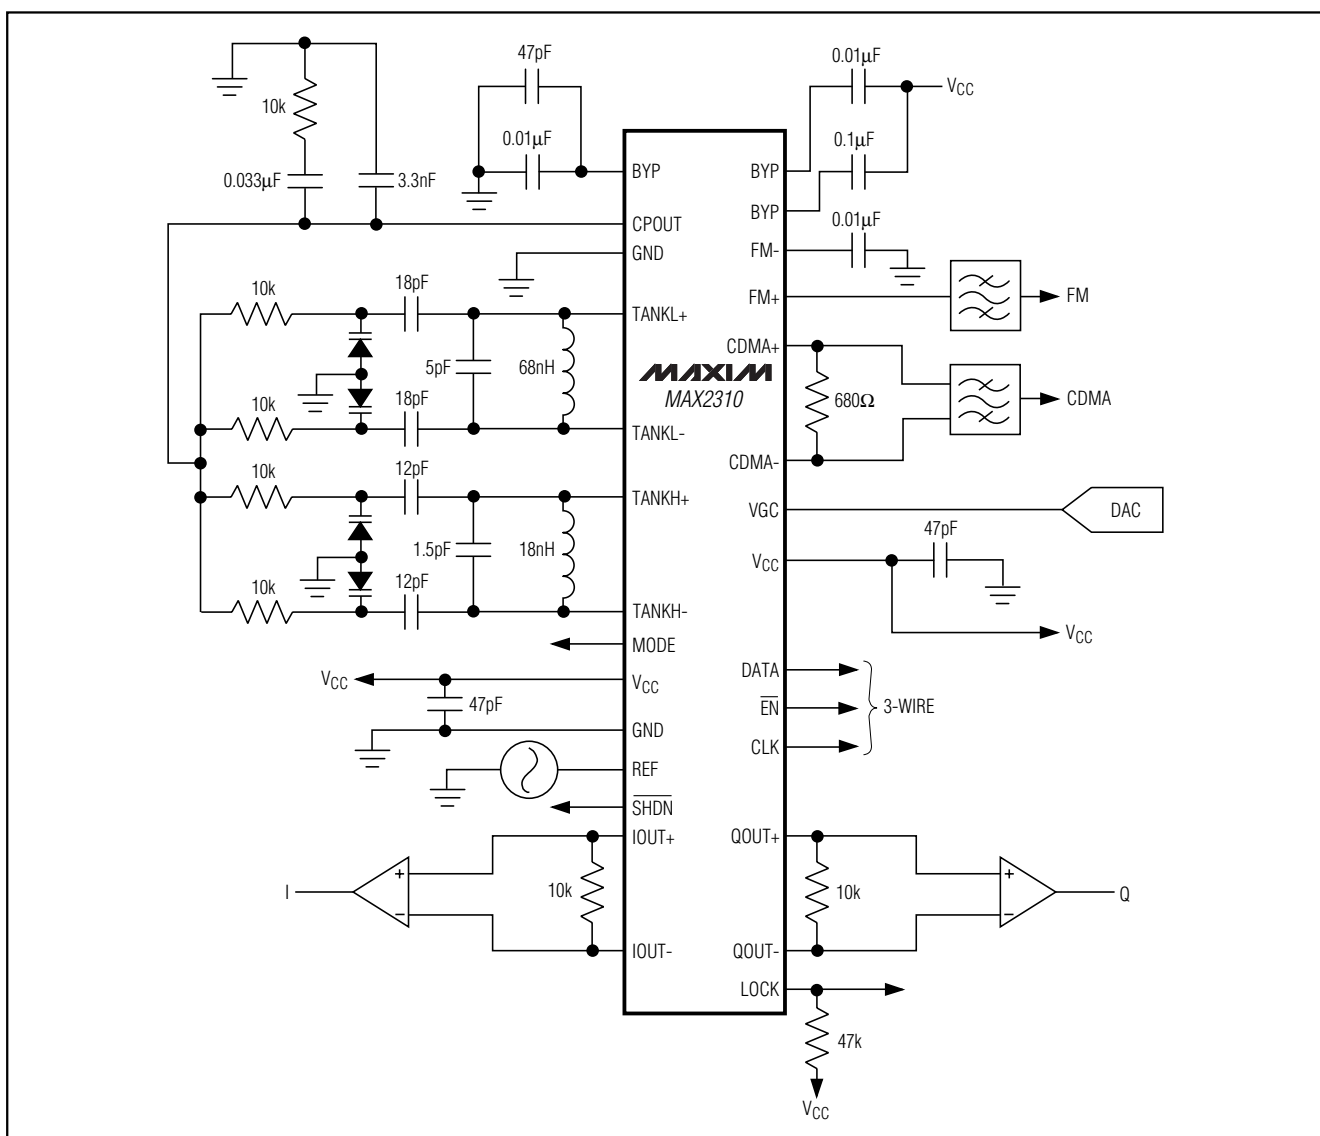 47pF
0.01µF
VCC
10k
0.01µF
0.1µF
BYP
BYP
0.033µF
3.3nF
BYP
0.01µF
CPOUT
FM-
GND
10k
18pF
FM+
FM
TANKL+
CDMA+
5pF
68nH
MAXIM
MAX2310
680Ω
CDMA
10k
18pF
TANKL-
CDMA-
10k
12pF
TANKH+
VGC
DAC
47pF
1.5pF
18nH
VCC
10k
12pF
TANKH-
VCC
MODE
DATA
VCC
VCC
47pF
EN
3-WIRE
GND
CLK
REF
SHDN
IOUT+
QOUT+
+
+
I
10k
10k
Q
−
−
IOUT-
QOUT-
LOCK
47k
VCC